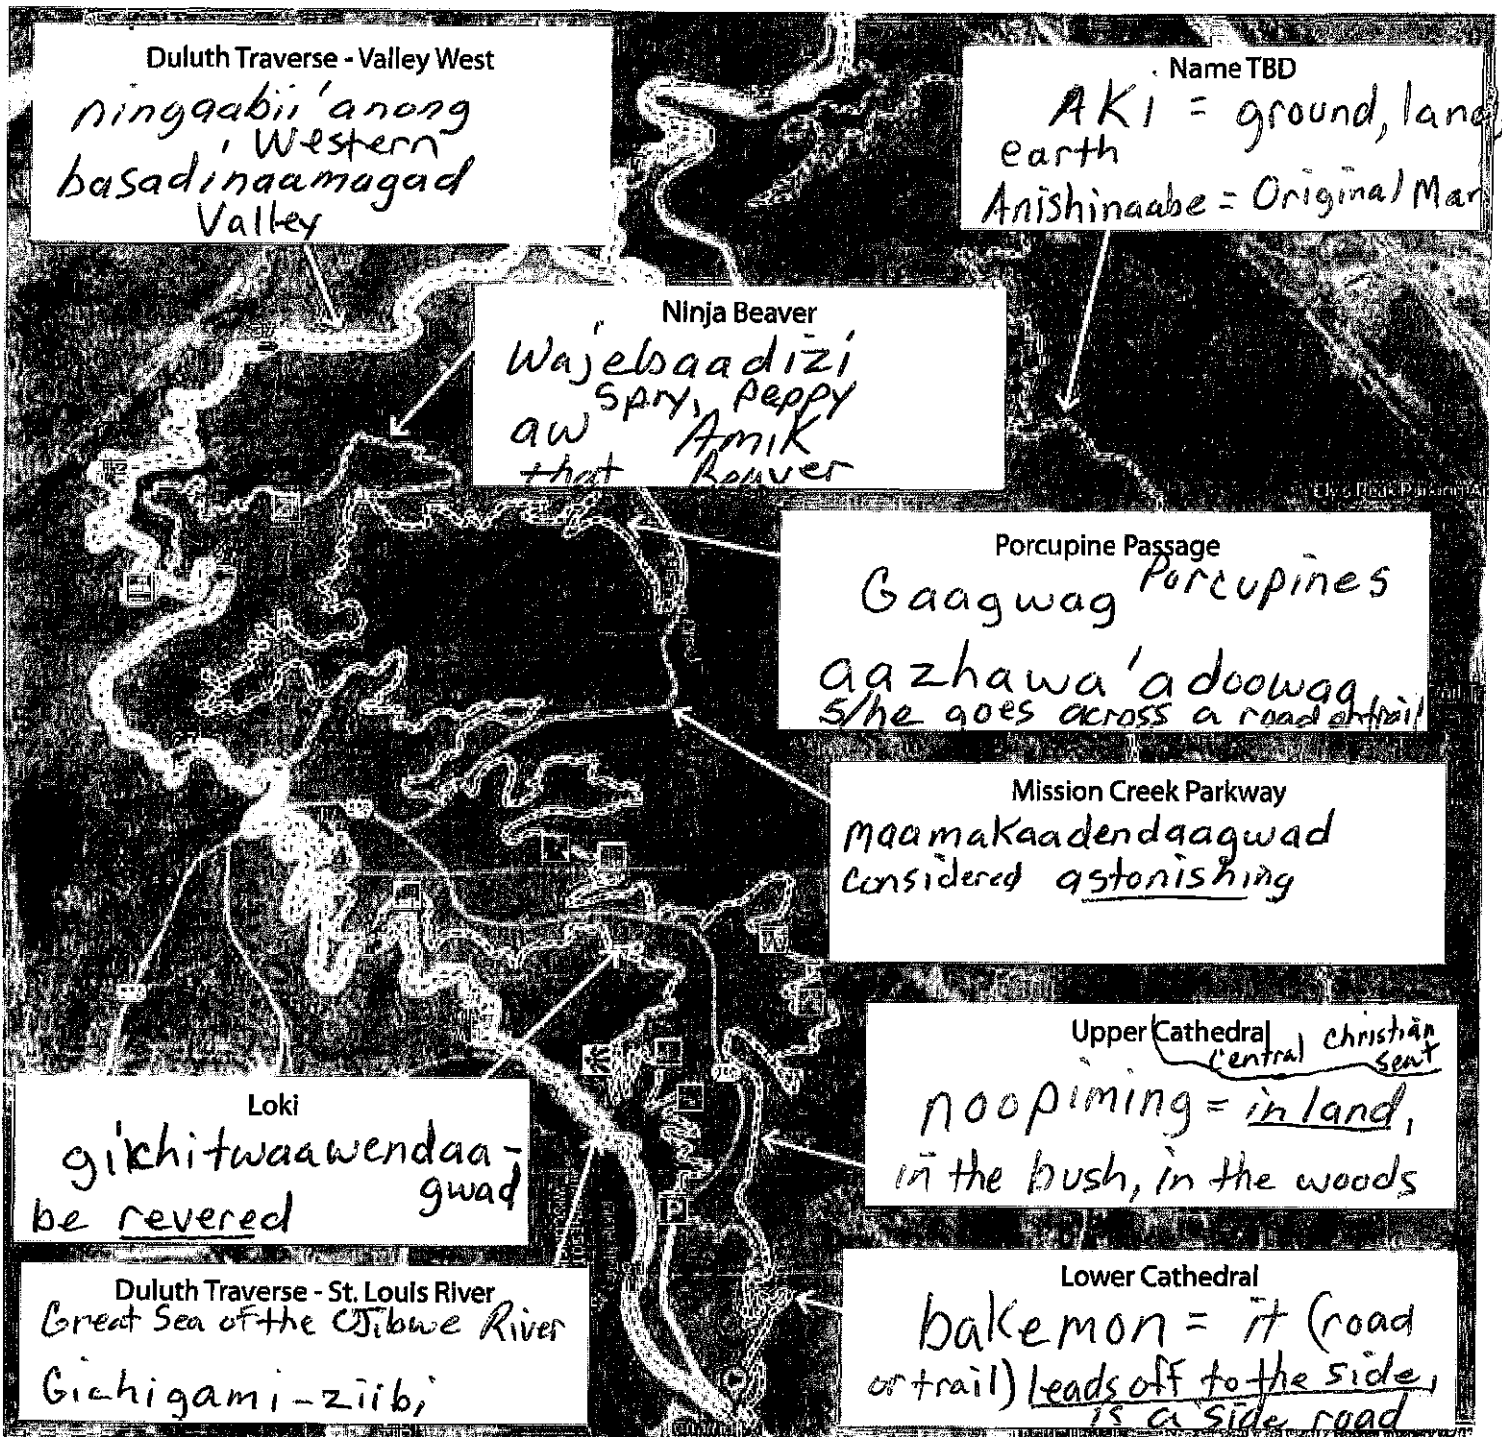 Duluth Traverse - Valley West
ningaabii'anong
Western
basadinaamagad
Valley
Name TBD
AKI = ground, land,
earth
Anishinaabe = Original Man
Ninja Beaver
Wajebaadizi
Spry, Peppy
aw Amik
that Beaver
Porcupine Passage
Gaagwag Porcupines
aazhawa'adoowag
s/he goes across a road or trail
Mission Creek Parkway
maamakaadendaagwad
considered astonishing
Upper Cathedral
central Christian
seat
noopiming = in land,
in the bush, in the woods
Loki
gikchitwaawendaa-
gwad
be revered
Duluth Traverse - St. Louis River
Great Sea of the Ojibwe River
Gichigami-ziibi
Lower Cathedral
bakemon = it (road
or trail) leads off to the side,
is a side road